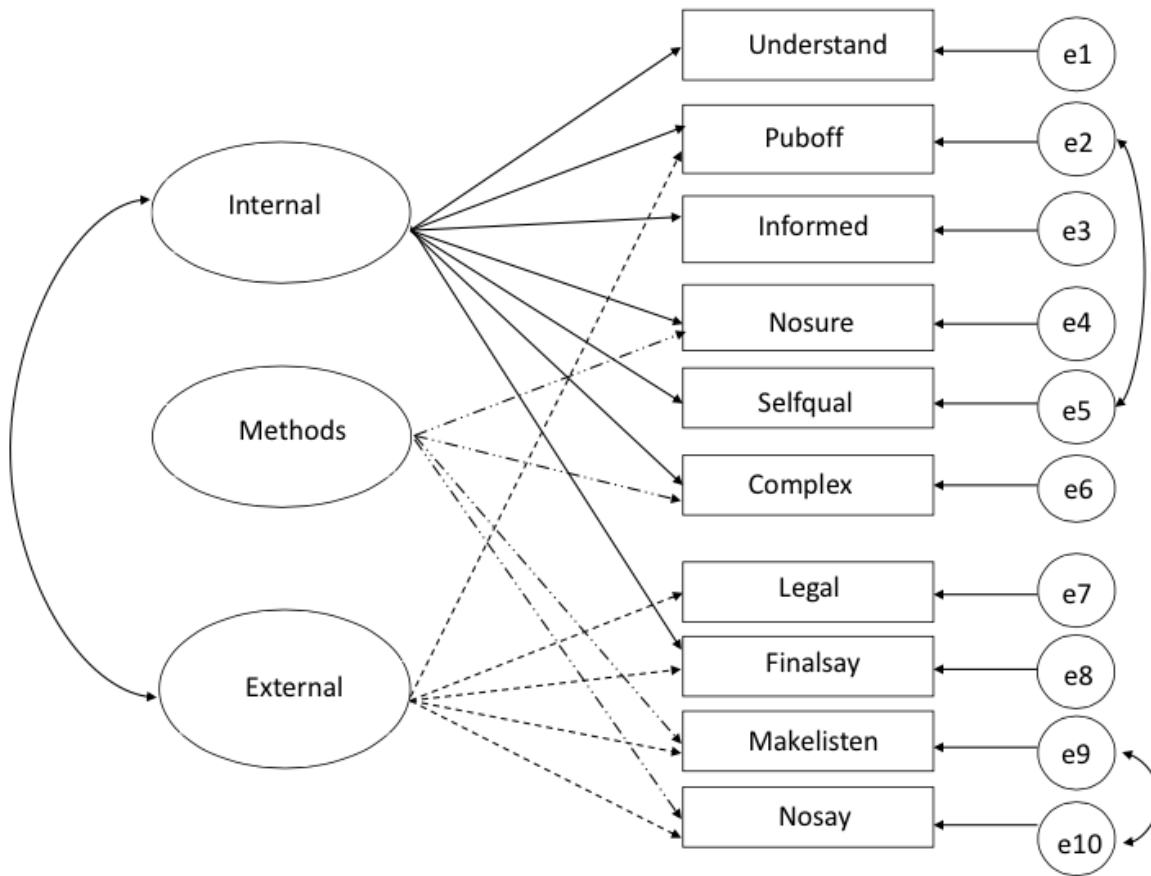 Understand
e1
Puboff
e2
Internal
Informed
e3
Nosure
e4
Methods
Selfqual
e5
Complex
e6
Legal
e7
External
Finalsay
e8
Makelisten
e9
Nosay
e10